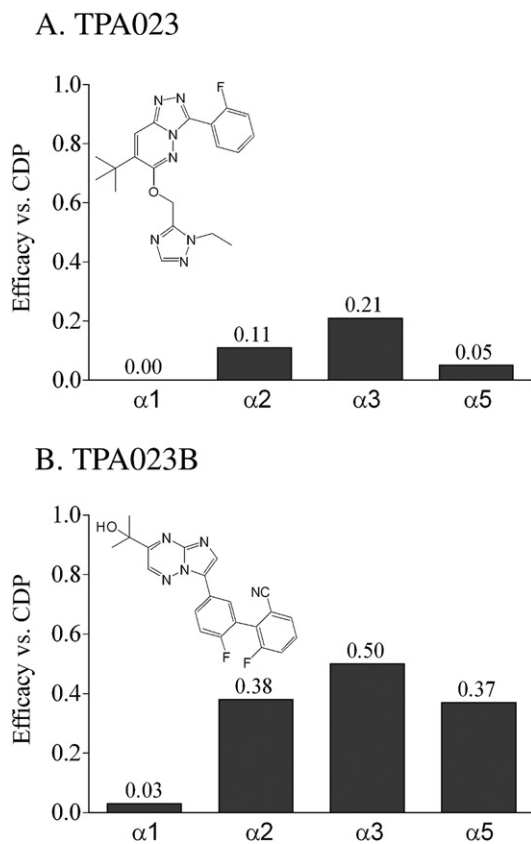 A. TPA023
Efficacy vs. CDP
1.0
0.8
0.6
0.4
0.2
0.0
N N F
N
N
O
N N
N
0.00 0.11 0.21 0.05
α1 α2 α3 α5
B. TPA023B
Efficacy vs. CDP
1.0
0.8
0.6
0.4
0.2
0.0
HO
N N
N N
NC
F F
0.03 0.38 0.50 0.37
α1 α2 α3 α5